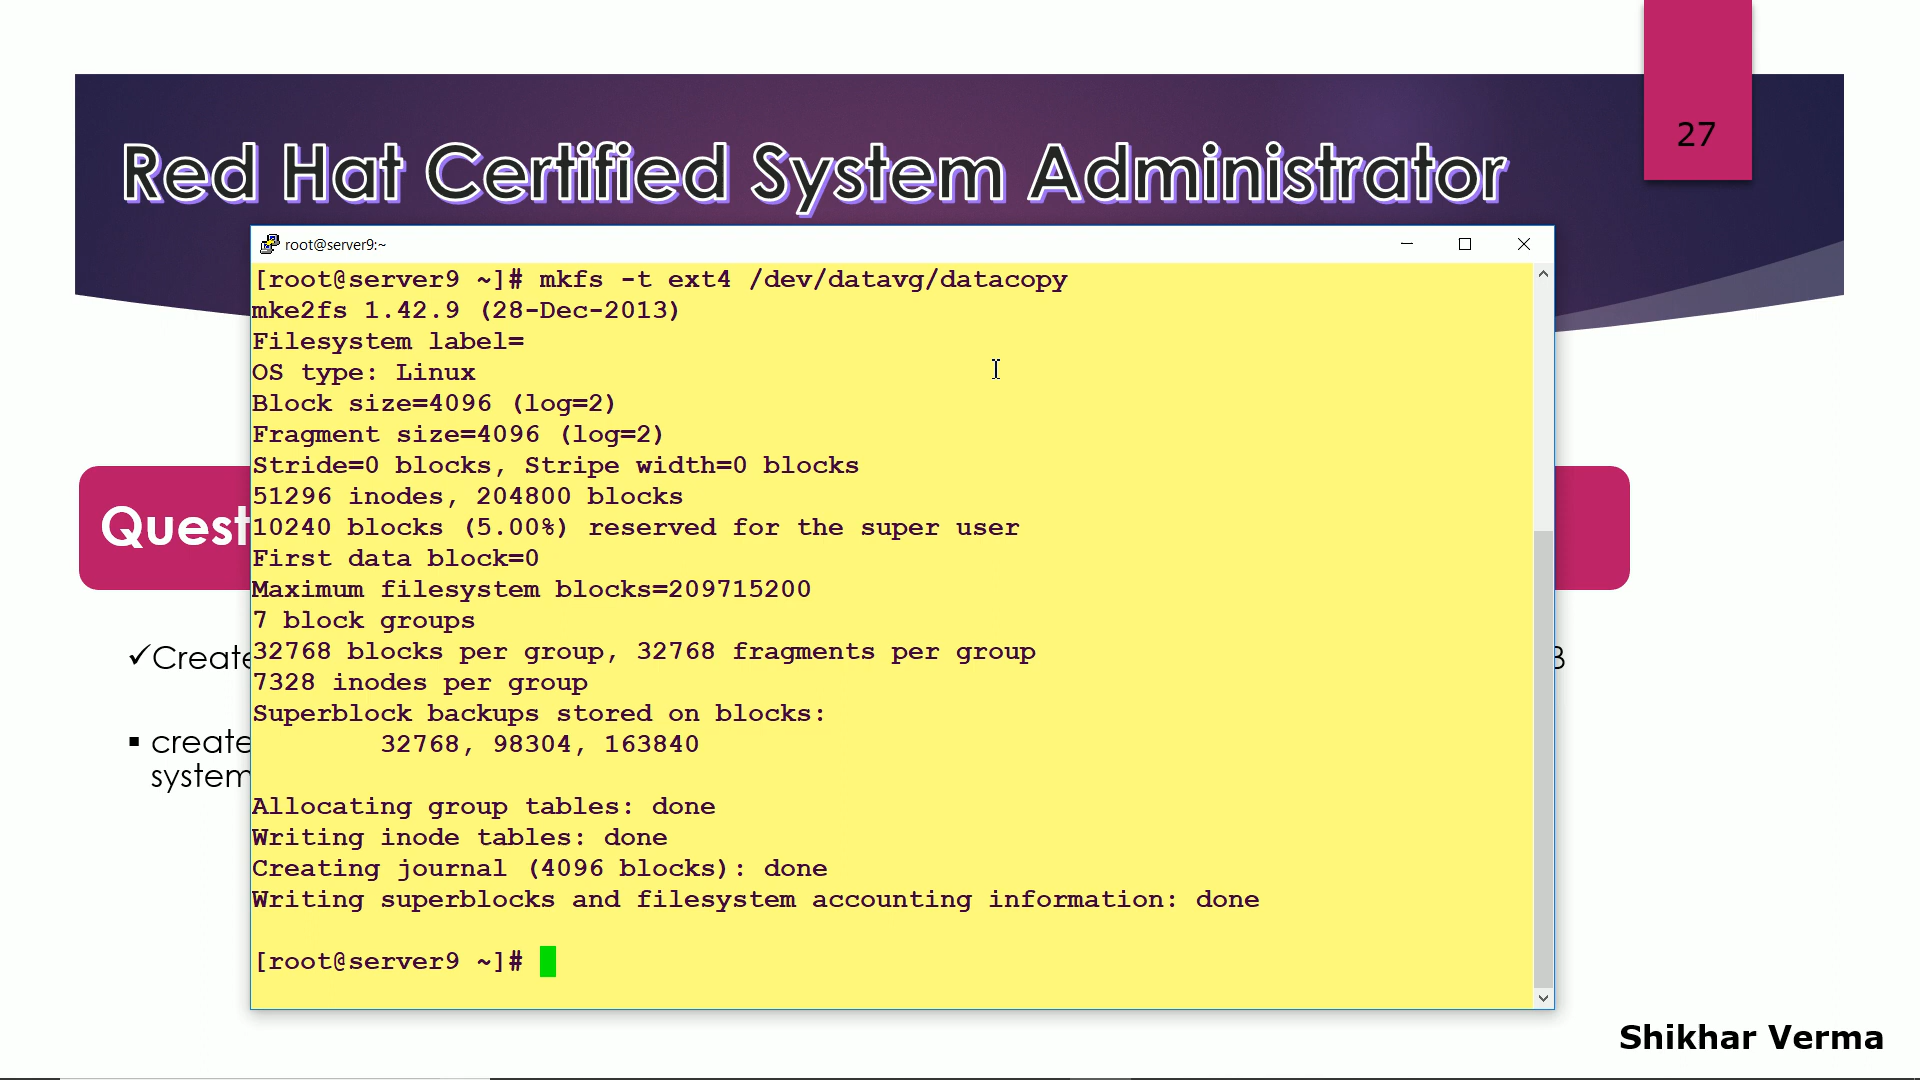 27
Red Hat Certified System Administrator
root@server9:~
[root@server9 ~]# mkfs -t ext4 /dev/datavg/datacopy
mke2fs 1.42.9 (28-Dec-2013)
Filesystem label=
OS type: Linux
Block size=4096 (log=2)
Fragment size=4096 (log=2)
Stride=0 blocks, Stripe width=0 blocks
51296 inodes, 204800 blocks
10240 blocks (5.00%) reserved for the super user
First data block=0
Maximum filesystem blocks=209715200
7 block groups
32768 blocks per group, 32768 fragments per group
7328 inodes per group
Superblock backups stored on blocks:
32768, 98304, 163840
Allocating group tables: done
Writing inode tables: done
Creating journal (4096 blocks): done
Writing superblocks and filesystem accounting information: done
[root@server9 ~]#
Quest
✓Create
▪ create
system
Shikhar Verma